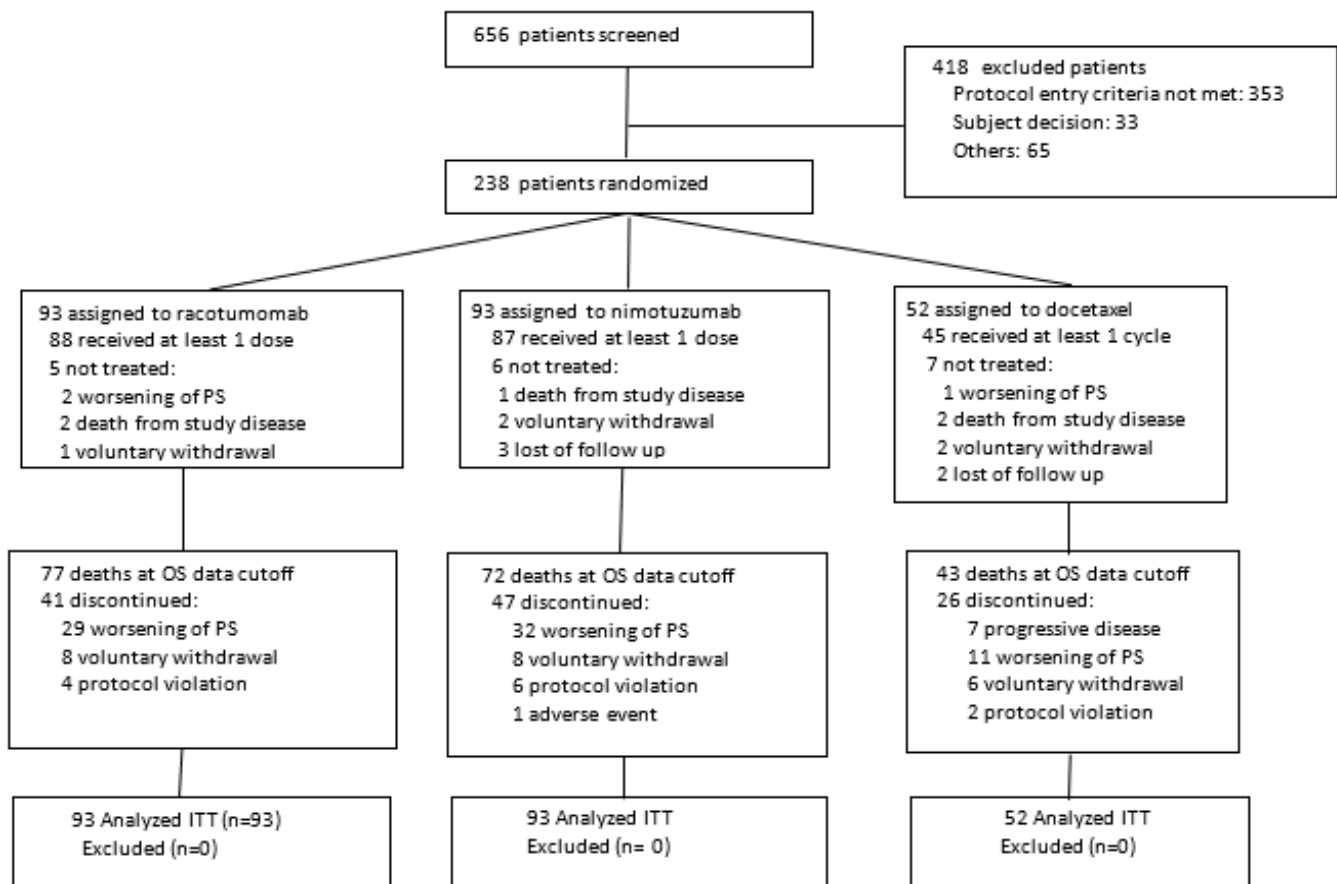 656 patients screened
418 excluded patients
Protocol entry criteria not met: 353
Subject decision: 33
Others: 65
238 patients randomized
93 assigned to racotumomab
88 received at least 1 dose
5 not treated:
2 worsening of PS
2 death from study disease
1 voluntary withdrawal
93 assigned to nimotuzumab
87 received at least 1 dose
6 not treated:
1 death from study disease
2 voluntary withdrawal
3 lost of follow up
52 assigned to docetaxel
45 received at least 1 cycle
7 not treated:
1 worsening of PS
2 death from study disease
2 voluntary withdrawal
2 lost of follow up
77 deaths at OS data cutoff
41 discontinued:
29 worsening of PS
8 voluntary withdrawal
4 protocol violation
72 deaths at OS data cutoff
47 discontinued:
32 worsening of PS
8 voluntary withdrawal
6 protocol violation
1 adverse event
43 deaths at OS data cutoff
26 discontinued:
7 progressive disease
11 worsening of PS
6 voluntary withdrawal
2 protocol violation
93 Analyzed ITT (n=93)
Excluded (n=0)
93 Analyzed ITT
Excluded (n= 0)
52 Analyzed ITT
Excluded (n=0)